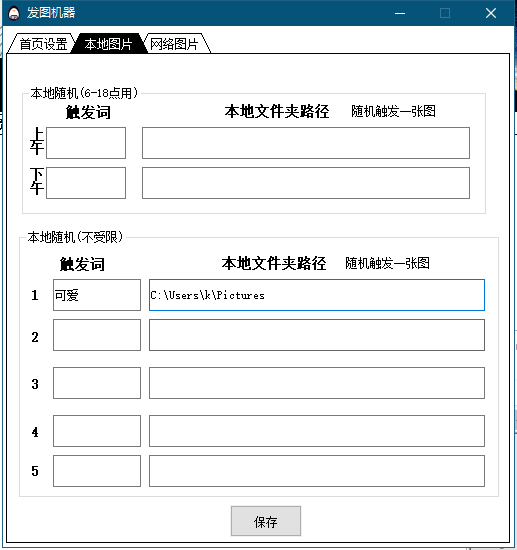 发图机器
首页设置 本地图片 网络图片
本地随机(6-18点用)
触发词 本地文件夹路径 随机触发一张图
上午
下午
本地随机(不受限)
触发词 本地文件夹路径 随机触发一张图
1 可爱 C:\Users\k\Pictures
2
3
4
5
保存